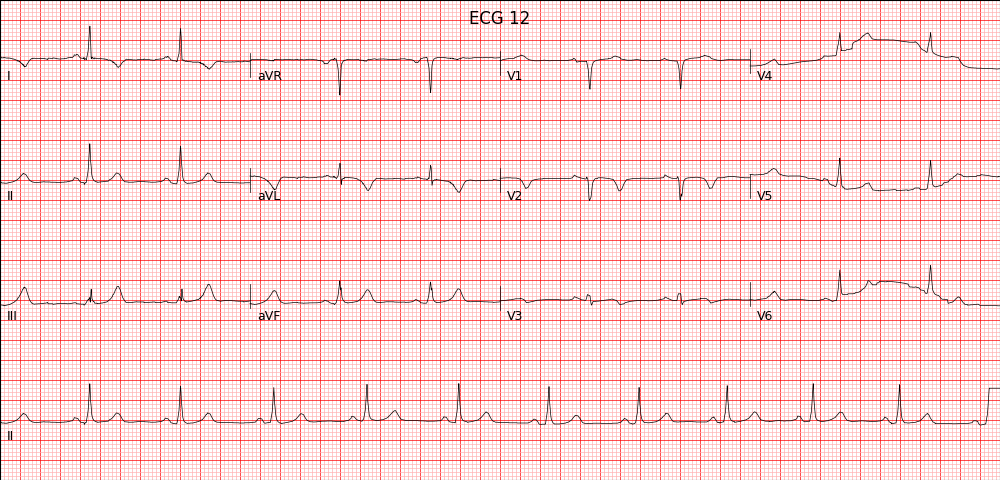 ECG 12
I aVR V1 V4
II aVL V2 V5
III aVF V3 V6
II